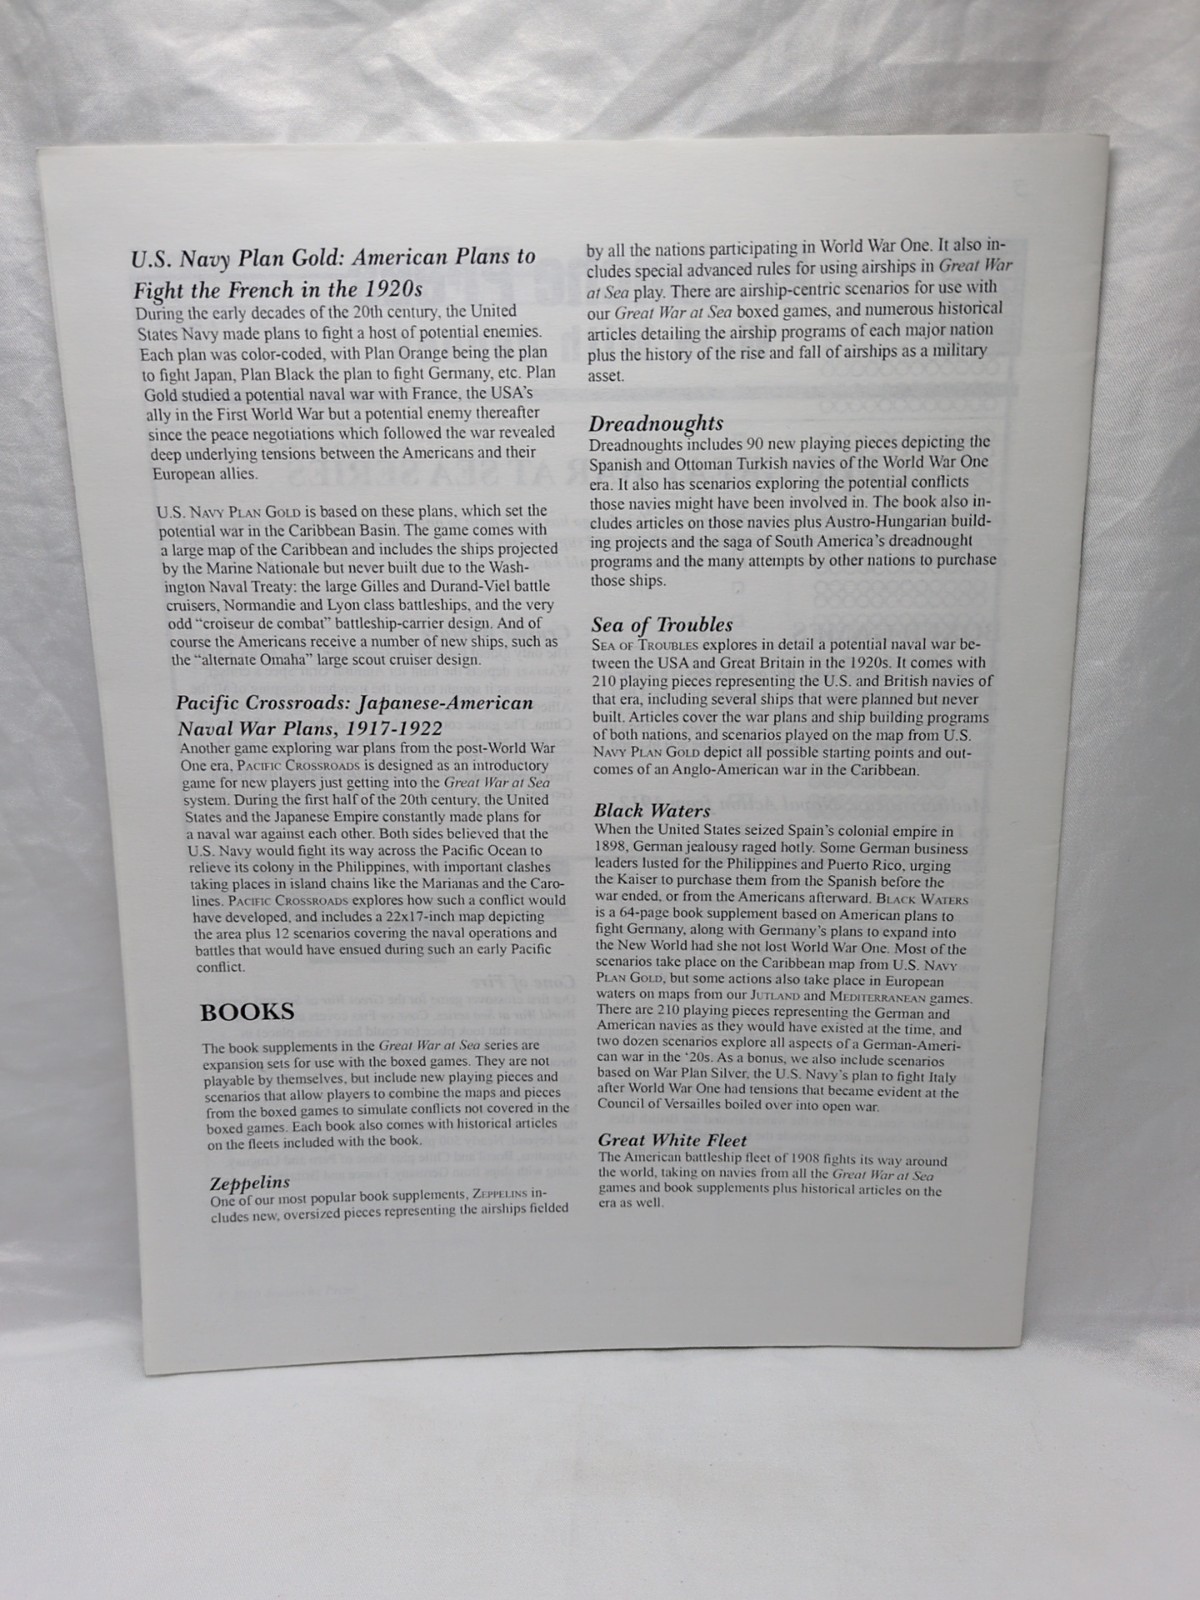 U.S. Navy Plan Gold: American Plans to
Fight the French in the 1920s
During the early decades of the 20th century, the United
States Navy made plans to fight a host of potential enemies.
Each plan was color-coded, with Plan Orange being the plan
to fight Japan, Plan Black the plan to fight Germany, etc. Plan
Gold studied a potential naval war with France, the USA's
ally in the First World War but a potential enemy thereafter
since the peace negotiations which followed the war revealed
deep underlying tensions between the Americans and their
European allies.
U.S. NAVY PLAN GOLD is based on these plans, which set the
potential war in the Caribbean Basin. The game comes with
a large map of the Caribbean and includes the ships projected
by the Marine Nationale but never built due to the Wash-
ington Naval Treaty: the large Gilles and Durand-Viel battle
cruisers, Normandie and Lyon class battleships, and the very
odd “croiseur de combat” battleship-carrier design. And of
course the Americans receive a number of new ships, such as
the “alternate Omaha” large scout cruiser design.
Pacific Crossroads: Japanese-American
Naval War Plans, 1917-1922
Another game exploring war plans from the post-World War
One era, PACIFIC CROSSROADS is designed as an introductory
game for new players just getting into the Great War at Sea
system. During the first half of the 20th century, the United
States and the Japanese Empire constantly made plans for
a naval war against each other. Both sides believed that the
U.S. Navy would fight its way across the Pacific Ocean to
relieve its colony in the Philippines, with important clashes
taking places in island chains like the Marianas and the Caro-
lines. PACIFIC CROSSROADS explores how such a conflict would
have developed, and includes a 22x17-inch map depicting
the area plus 12 scenarios covering the naval operations and
battles that would have ensued during such an early Pacific
conflict.
BOOKS
The book supplements in the Great War at Sea series are
expansion sets for use with the boxed games. They are not
playable by themselves, but include new playing pieces and
scenarios that allow players to combine the maps and pieces
from the boxed games to simulate conflicts not covered in the
boxed games. Each book also comes with historical articles
on the fleets included with the book.
Zeppelins
One of our most popular book supplements, ZEPPELINS in-
cludes new, oversized pieces representing the airships fielded
by all the nations participating in World War One. It also in-
cludes special advanced rules for using airships in Great War
at Sea play. There are airship-centric scenarios for use with
our Great War at Sea boxed games, and numerous historical
articles detailing the airship programs of each major nation
plus the history of the rise and fall of airships as a military
asset.
Dreadnoughts
Dreadnoughts includes 90 new playing pieces depicting the
Spanish and Ottoman Turkish navies of the World War One
era. It also has scenarios exploring the potential conflicts
those navies might have been involved in. The book also in-
cludes articles on those navies plus Austro-Hungarian build-
ing projects and the saga of South America's dreadnought
programs and the many attempts by other nations to purchase
those ships.
Sea of Troubles
SEA OF TROUBLES explores in detail a potential naval war be-
tween the USA and Great Britain in the 1920s. It comes with
210 playing pieces representing the U.S. and British navies of
that era, including several ships that were planned but never
built. Articles cover the war plans and ship building programs
of both nations, and scenarios played on the map from U.S.
NAVY PLAN GOLD depict all possible starting points and out-
comes of an Anglo-American war in the Caribbean.
Black Waters
When the United States seized Spain's colonial empire in
1898, German jealousy raged hotly. Some German business
leaders lusted for the Philippines and Puerto Rico, urging
the Kaiser to purchase them from the Spanish before the
war ended, or from the Americans afterward. BLACK WATERS
is a 64-page book supplement based on American plans to
fight Germany, along with Germany's plans to expand into
the New World had she not lost World War One. Most of the
scenarios take place on the Caribbean map from U.S. NAVY
PLAN GOLD, but some actions also take place in European
waters on maps from our JUTLAND and MEDITERRANEAN games.
There are 210 playing pieces representing the German and
American navies as they would have existed at the time, and
two dozen scenarios explore all aspects of a German-Ameri-
can war in the ‘20s. As a bonus, we also include scenarios
based on War Plan Silver, the U.S. Navy's plan to fight Italy
after World War One had tensions that became evident at the
Council of Versailles boiled over into open war.
Great White Fleet
The American battleship fleet of 1908 fights its way around
the world, taking on navies from all the Great War at Sea
games and book supplements plus historical articles on the
era as well.